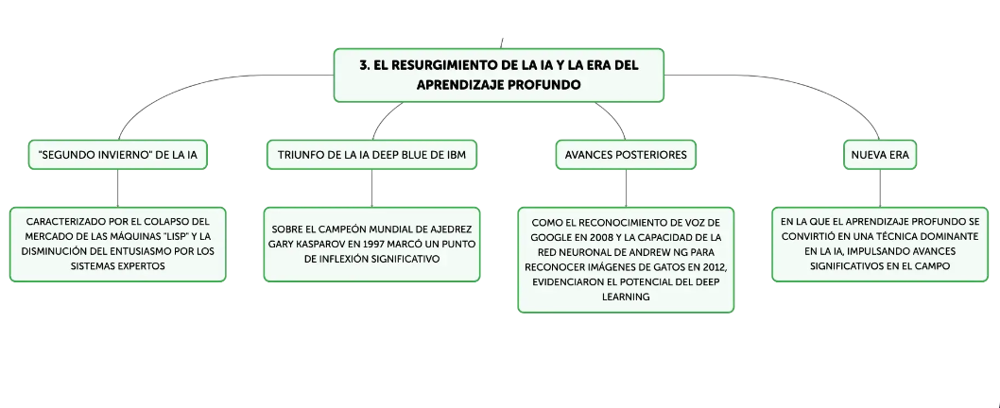 3. EL RESURGIMIENTO DE LA IA Y LA ERA DEL
APRENDIZAJE PROFUNDO
"SEGUNDO INVIERNO" DE LA IA
CARACTERIZADO POR EL COLAPSO DEL
MERCADO DE LAS MÁQUINAS "LISP" Y LA
DISMINUCIÓN DEL ENTUSIASMO POR LOS
SISTEMAS EXPERTOS
TRIUNFO DE LA IA DEEP BLUE DE IBM
SOBRE EL CAMPEÓN MUNDIAL DE AJEDREZ
GARY KASPAROV EN 1997 MARCÓ UN PUNTO
DE INFLEXIÓN SIGNIFICATIVO
AVANCES POSTERIORES
COMO EL RECONOCIMIENTO DE VOZ DE
GOOGLE EN 2008 Y LA CAPACIDAD DE LA
RED NEURONAL DE ANDREW NG PARA
RECONOCER IMÁGENES DE GATOS EN 2012,
EVIDENCIARON EL POTENCIAL DEL DEEP
LEARNING
NUEVA ERA
EN LA QUE EL APRENDIZAJE PROFUNDO SE
CONVIRTIÓ EN UNA TÉCNICA DOMINANTE
EN LA IA, IMPULSANDO AVANCES
SIGNIFICATIVOS EN EL CAMPO